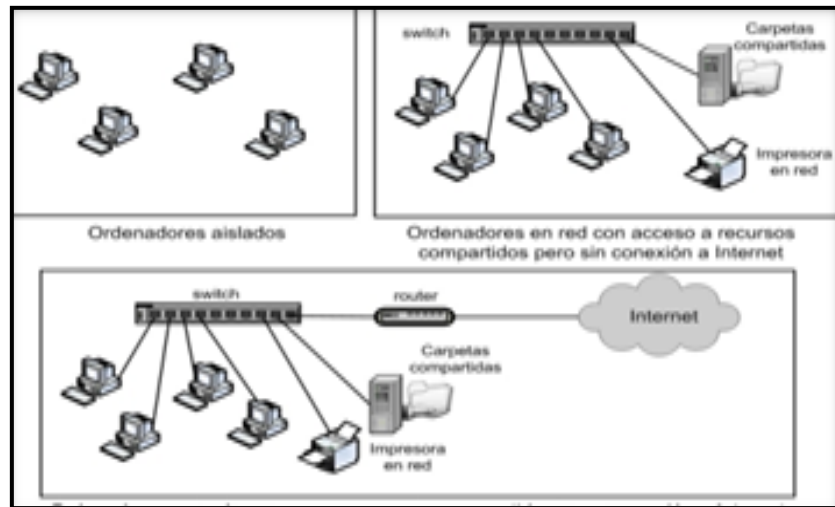 switch
Carpetas
compartidas
Impresora
en red
Ordenadores aislados
Ordenadores en red con acceso a recursos
compartidos pero sin conexión a Internet
switch
router
Internet
Carpetas
compartidas
Impresora
en red